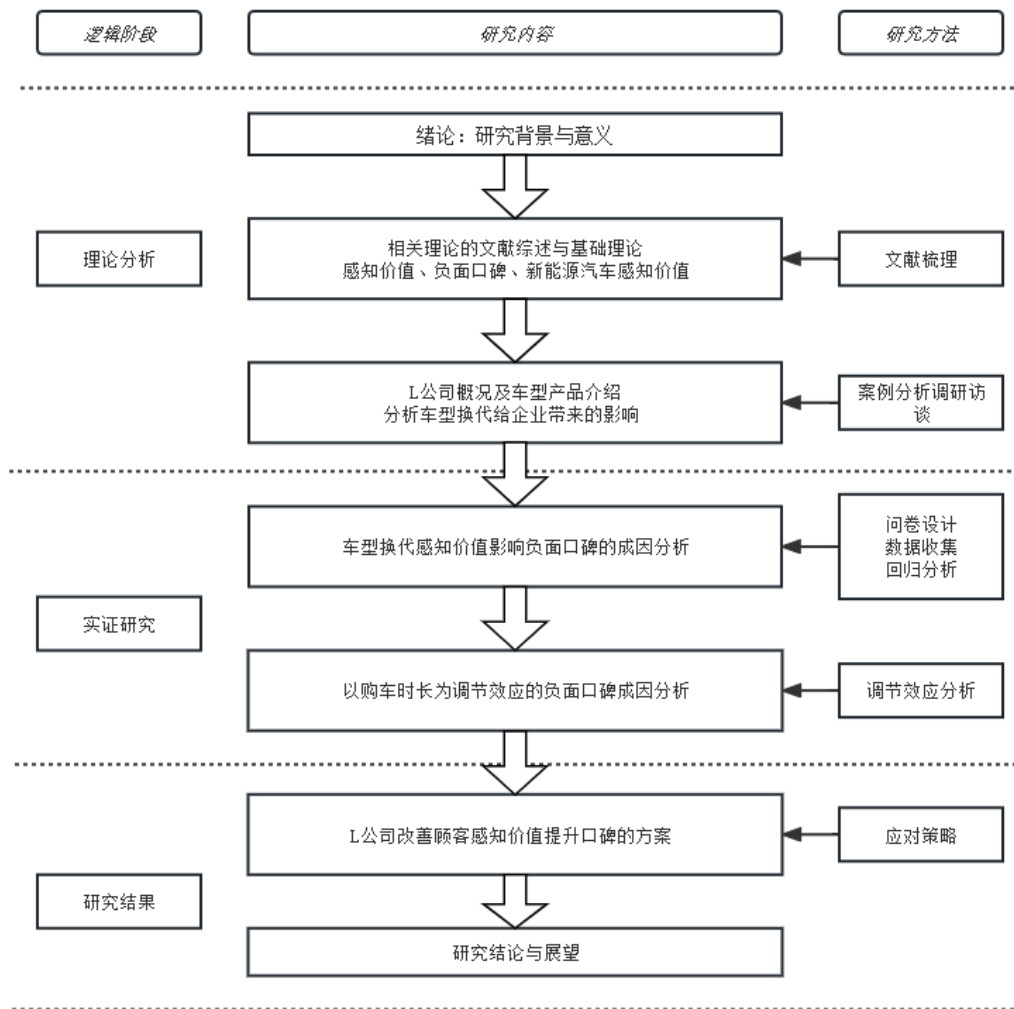 逻辑阶段
研究内容
研究方法
绪论：研究背景与意义
理论分析
相关理论的文献综述与基础理论
感知价值、负面口碑、新能源汽车感知价值
文献梳理
L公司概况及车型产品介绍
分析车型换代给企业带来的影响
案例分析调研访
谈
车型换代感知价值影响负面口碑的成因分析
问卷设计
数据收集
回归分析
实证研究
以购车时长为调节效应的负面口碑成因分析
调节效应分析
L公司改善顾客感知价值提升口碑的方案
应对策略
研究结果
研究结论与展望